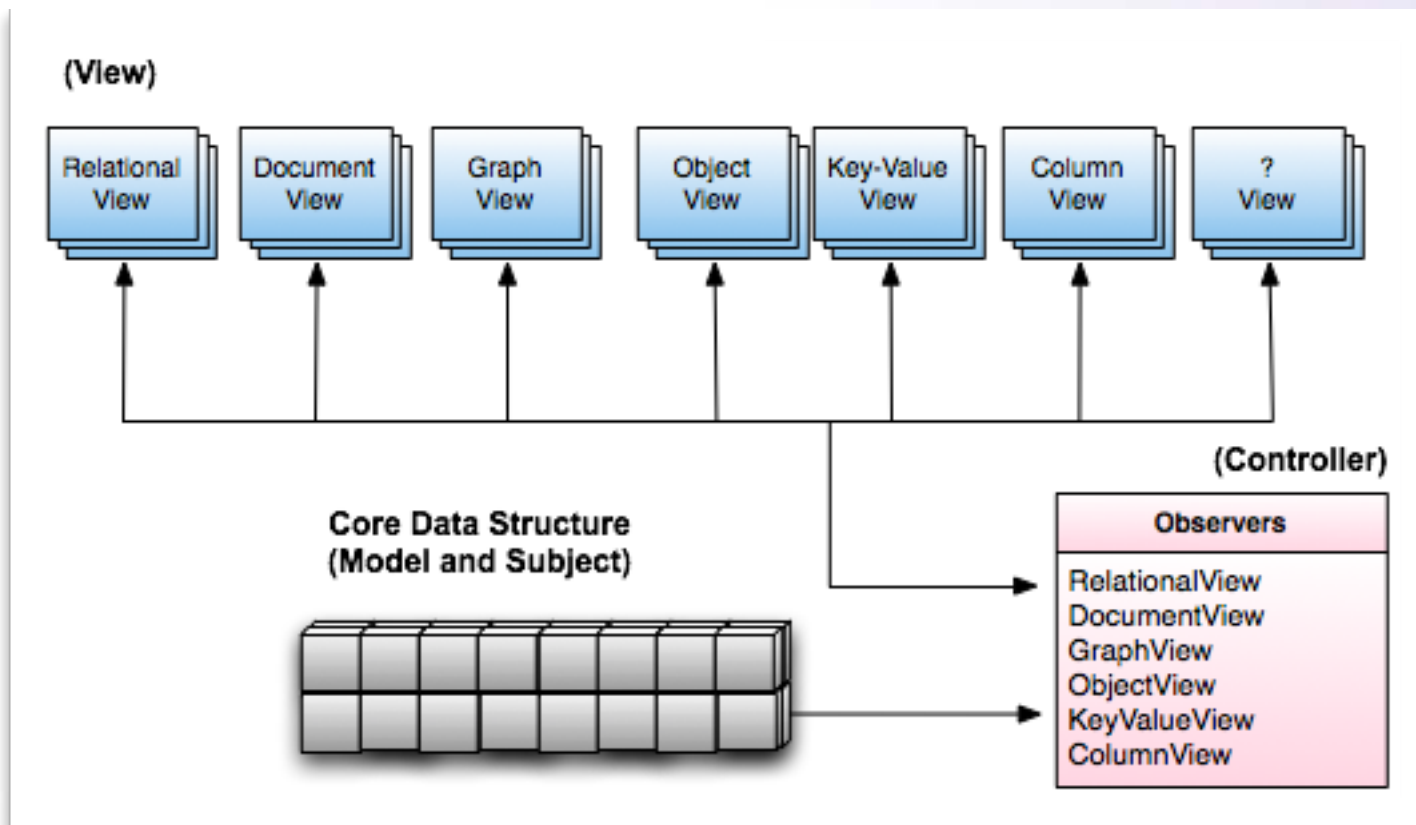 (View)
Relational
View
Document
View
Graph
View
Object
View
Key-Value
View
Column
View
?
View
(Controller)
Core Data Structure
(Model and Subject)
Observers
RelationalView
DocumentView
GraphView
ObjectView
KeyValueView
ColumnView